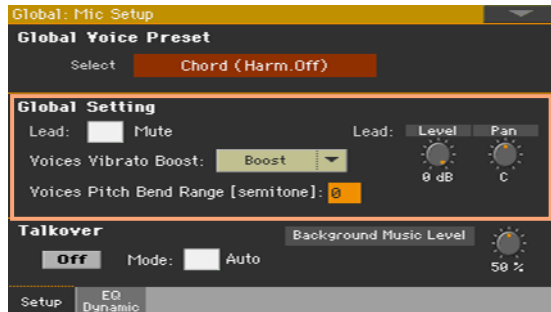 Global: Mic Setup
Global Voice Preset
Select Chord (Harm.Off)
Global Setting
Lead: Mute Lead: Level Pan
Voices Vibrato Boost: Boost 0 dB C
Voices Pitch Bend Range [semitone]: 0
Talkover Background Music Level
Off Mode: Auto 50 %
Setup EQ Dynamic